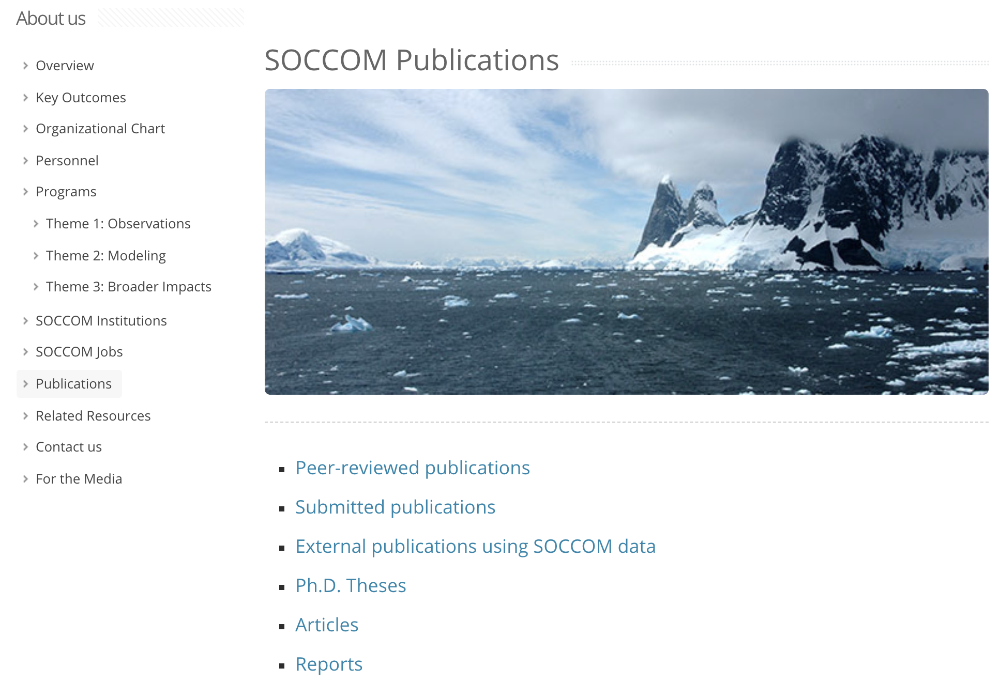 About us
Overview
Key Outcomes
Organizational Chart
Personnel
Programs
Theme 1: Observations
Theme 2: Modeling
Theme 3: Broader Impacts
SOCCOM Institutions
SOCCOM Jobs
Publications
Related Resources
Contact us
For the Media
SOCCOM Publications
Peer-reviewed publications
Submitted publications
External publications using SOCCOM data
Ph.D. Theses
Articles
Reports